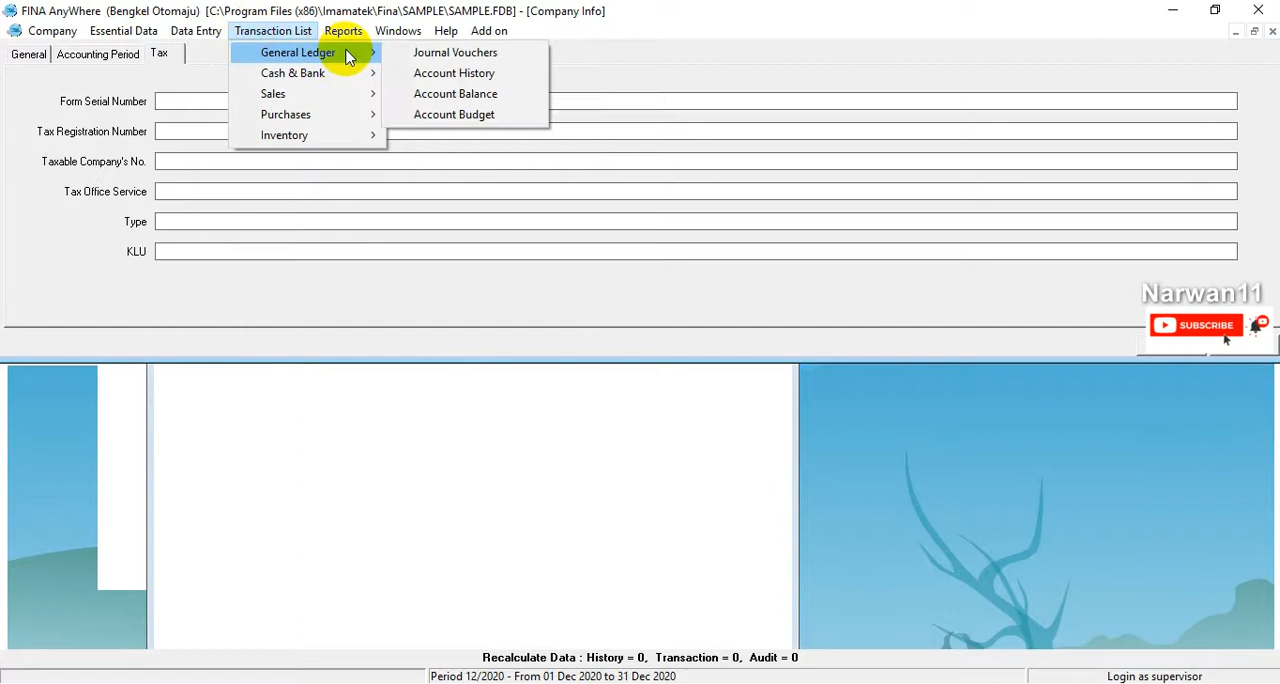 FINA AnyWhere (Bengkel Otomaju) [C:\Program Files (x86)\Imamatek\Fina\SAMPLE\SAMPLE.FDB] - [Company Info]
Company Essential Data Data Entry Transaction List Reports Windows Help Add on
General Accounting Period Tax
General Ledger
Cash & Bank
Sales
Purchases
Inventory
Journal Vouchers
Account History
Account Balance
Account Budget
Form Serial Number
Tax Registration Number
Taxable Company's No.
Tax Office Service
Type
KLU
Narwan11
SUBSCRIBE
Recalculate Data : History = 0, Transaction = 0, Audit = 0
Period 12/2020 - From 01 Dec 2020 to 31 Dec 2020
Login as supervisor